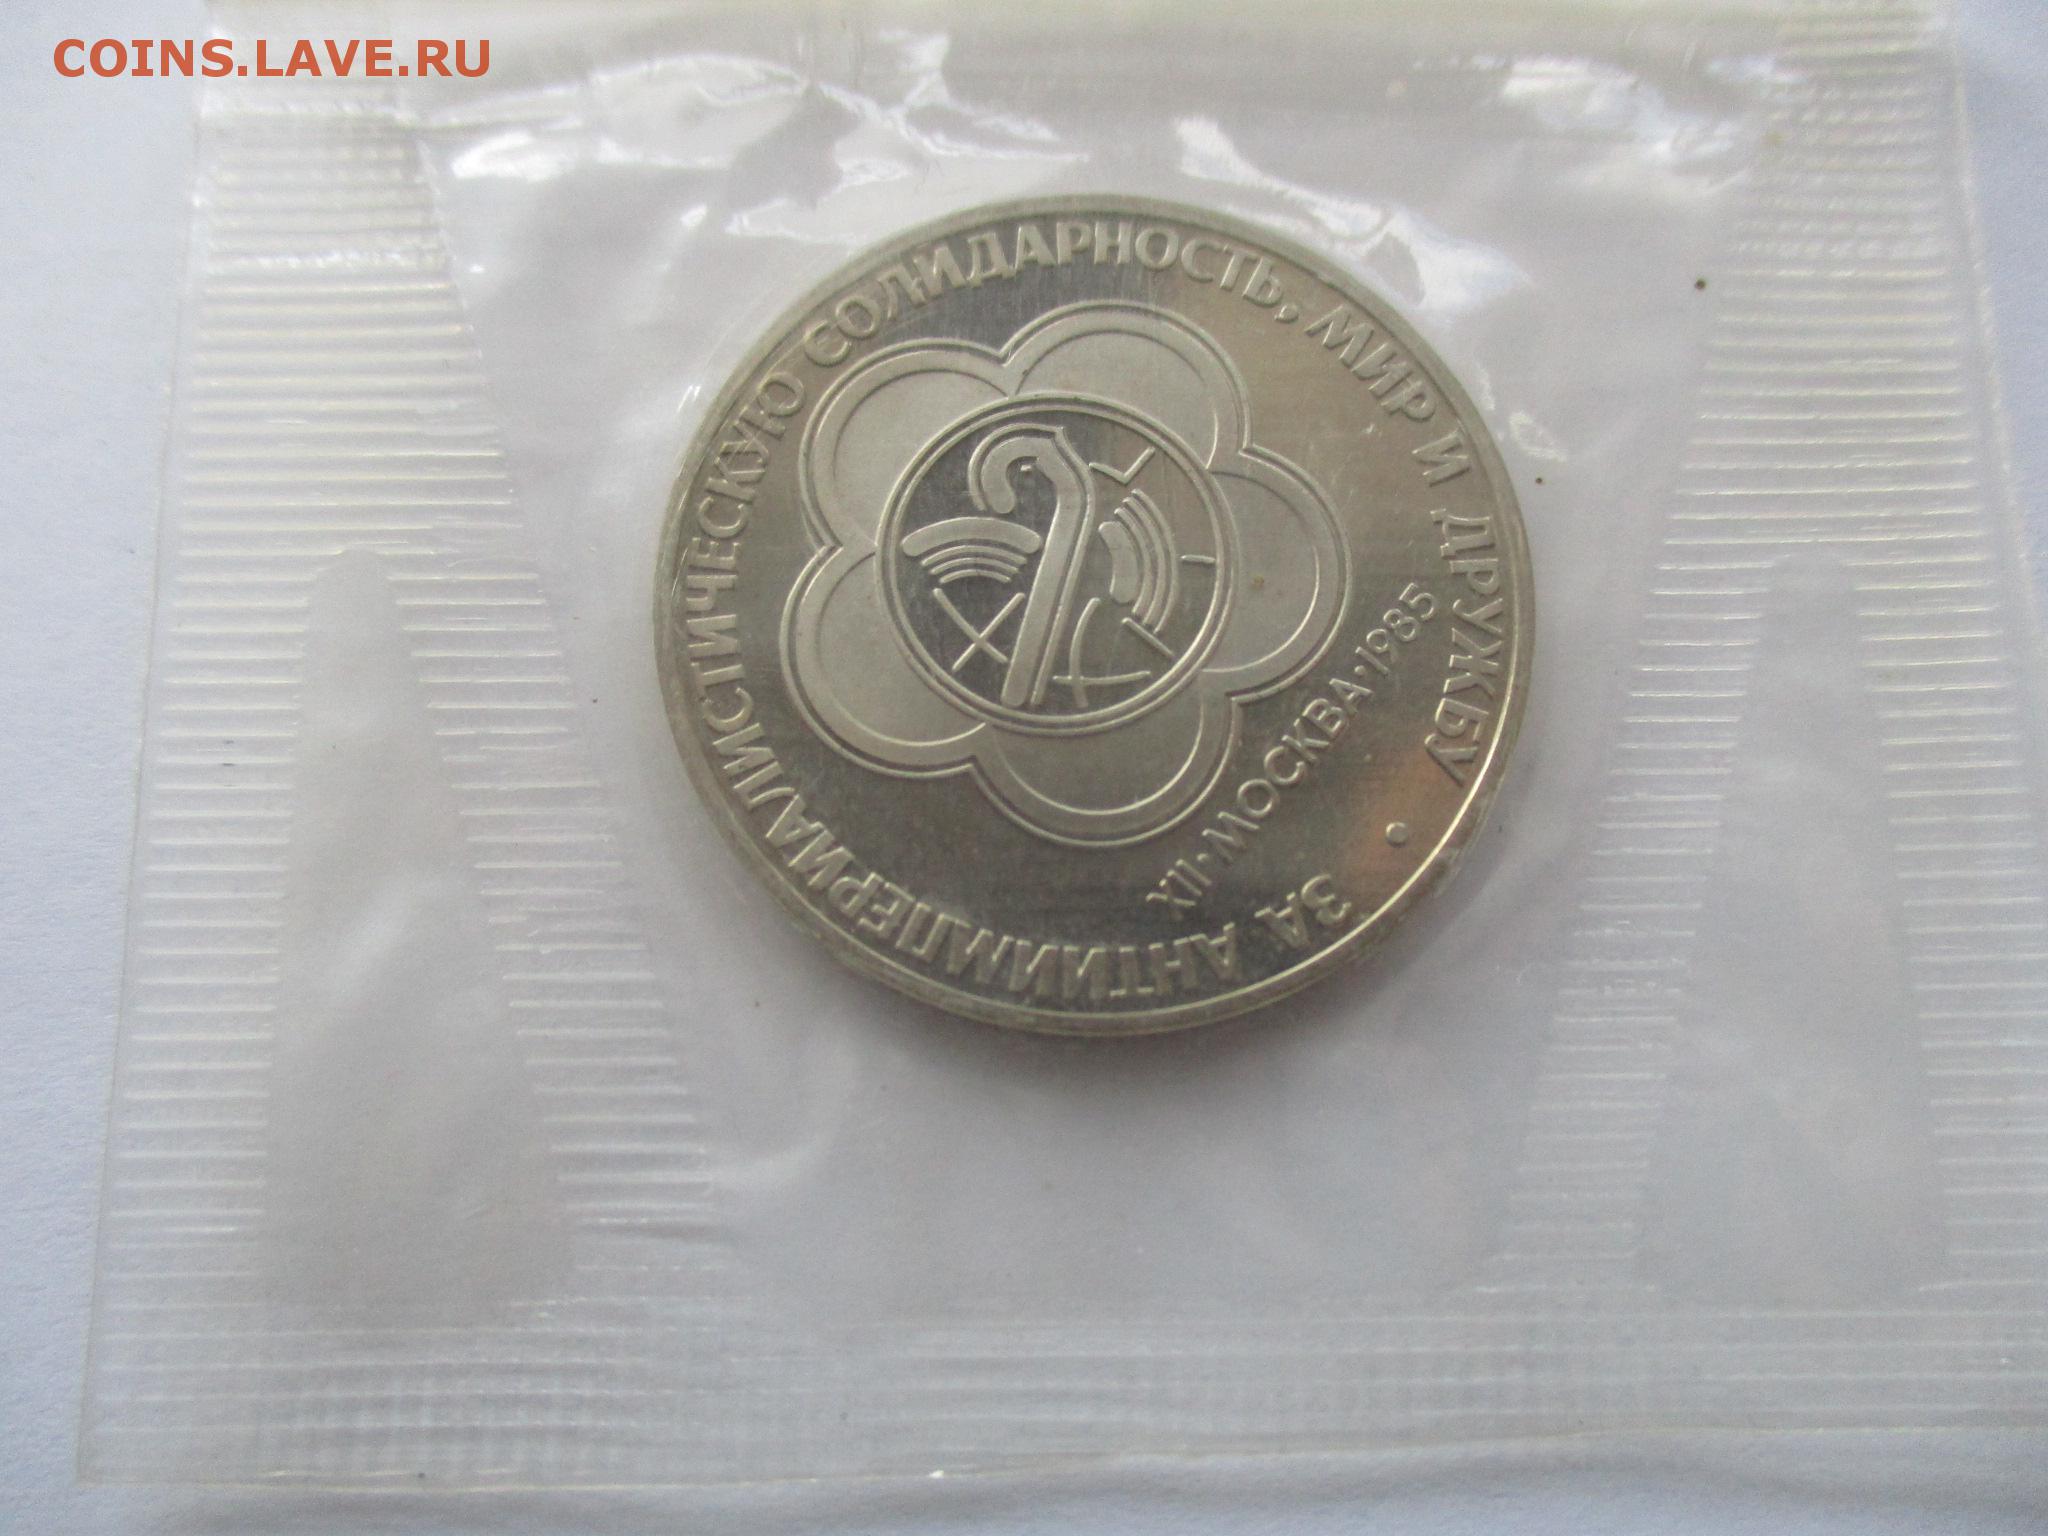 COINS.LAVE.RU
ЗА АНТИИМПЕРИАЛИСТИЧЕСКУЮ СОЛИДАРНОСТЬ, МИР И ДРУЖБУ •
XII•МОСКВА•1985